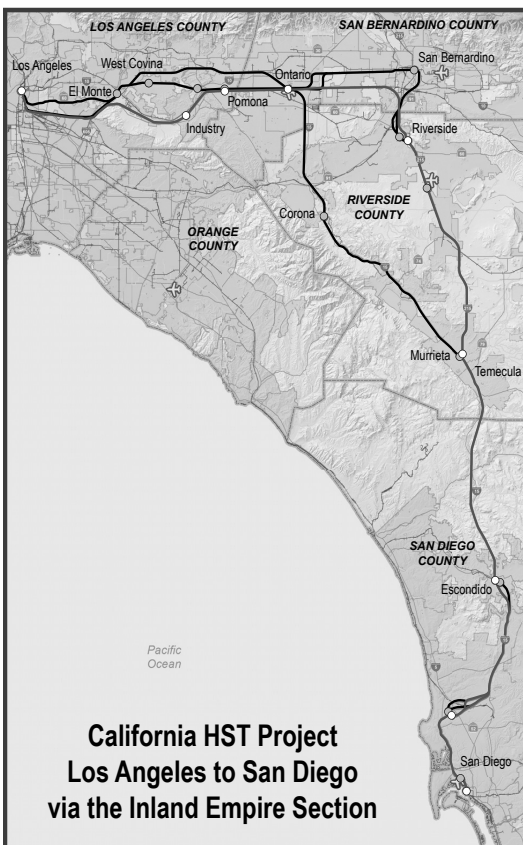 LOS ANGELES COUNTY
SAN BERNARDINO COUNTY
Los Angeles
West Covina
San Bernardino
El Monte
Ontario
Pomona
Industry
Riverside
Corona
RIVERSIDE
COUNTY
ORANGE
COUNTY
Murrieta
Temecula
SAN DIEGO
COUNTY
Escondido
Pacific
Ocean
San Diego
California HST Project
Los Angeles to San Diego
via the Inland Empire Section